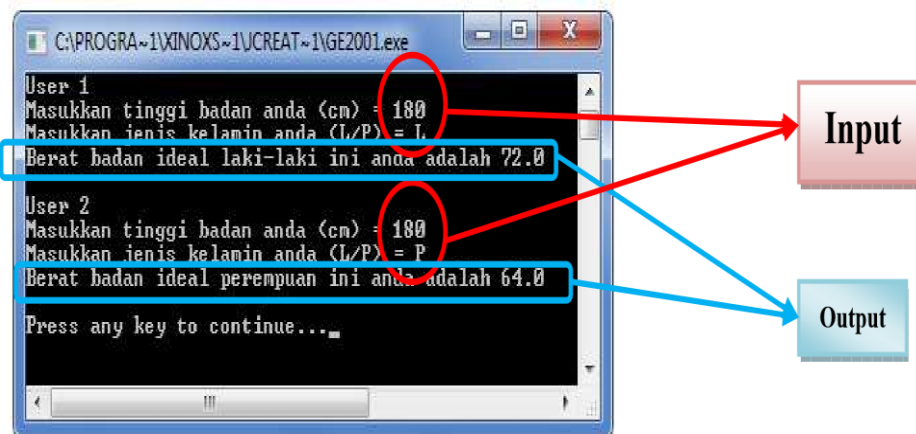 C:\PROGRA~1\XINOXS~1\JCREAT~1\GE2001.exe
User 1
Masukkan tinggi badan anda (cm) = 180
Masukkan jenis kelamin anda (L/P) = L
Berat badan ideal laki-laki ini anda adalah 72.0
User 2
Masukkan tinggi badan anda (cm) = 180
Masukkan jenis kelamin anda (L/P) = P
Berat badan ideal perempuan ini anda adalah 64.0
Press any key to continue..._
Input
Output